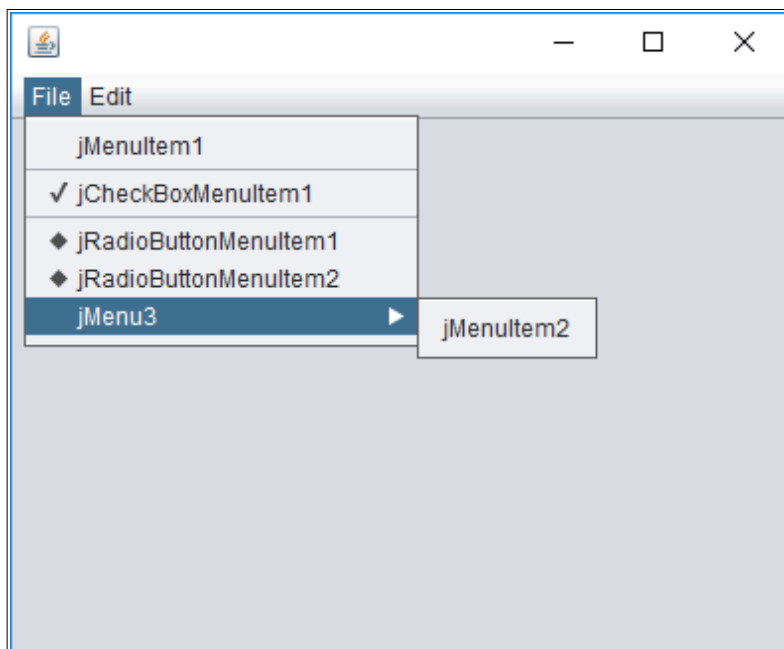 File Edit
jMenuItem1
jCheckBoxMenuItem1
jRadioButtonMenuItem1
jRadioButtonMenuItem2
jMenu3
jMenuItem2